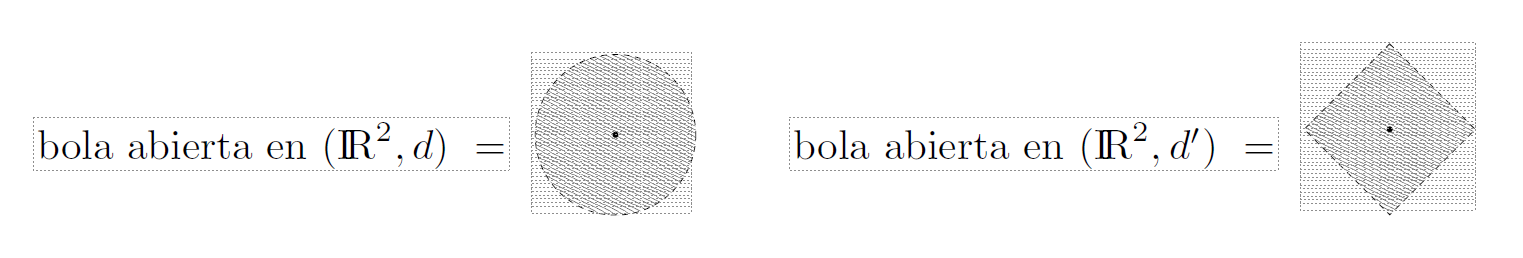 bola abierta en (ℝ², d) =
bola abierta en (ℝ², d′) =